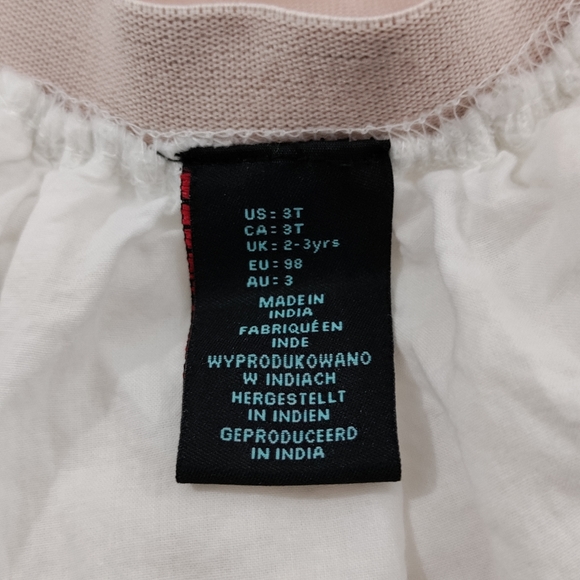 US: 3T
CA: 3T
UK: 2-3yrs
EU: 98
AU: 3
MADE IN
INDIA
FABRIQUÉ EN
INDE
WYPRODUKOWANO
W INDIACH
HERGESTELLT
IN INDIEN
GEPRODUCEERD
IN INDIA